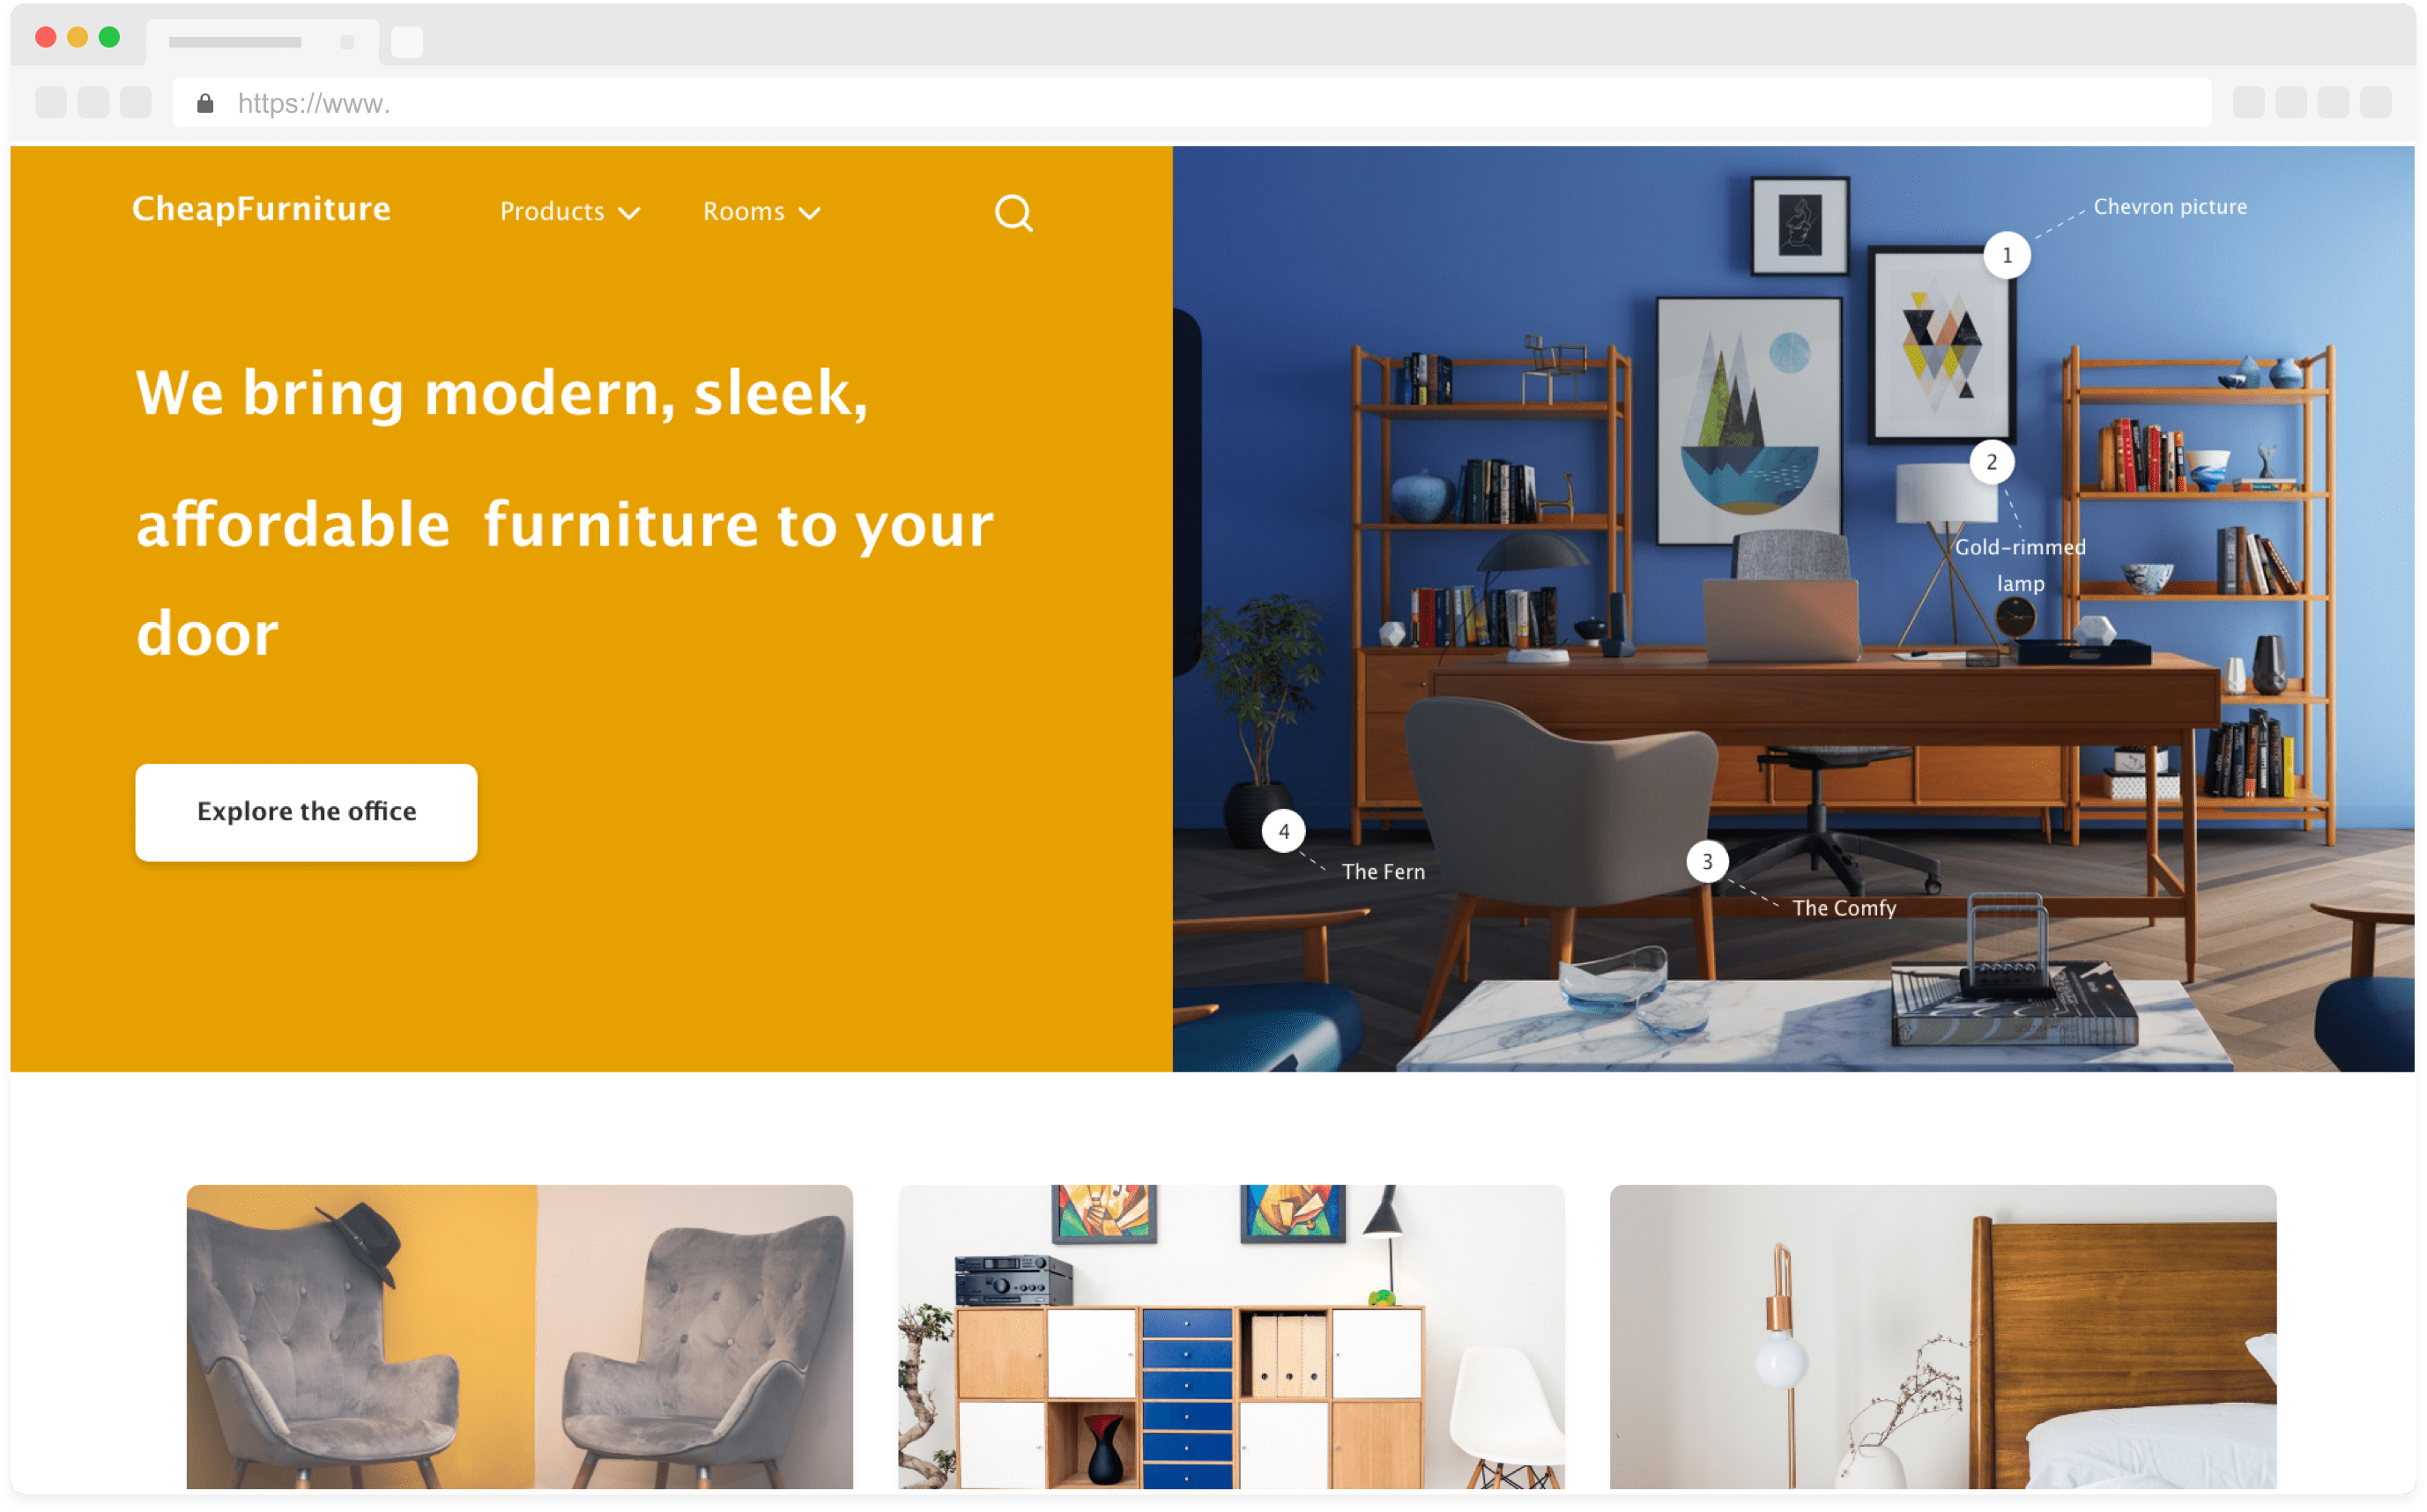 https://www.
CheapFurniture
Products
Rooms
We bring modern, sleek,
affordable furniture to your
door
Explore the office
Chevron picture
1
2
Gold-rimmed
lamp
3
The Comfy
4
The Fern